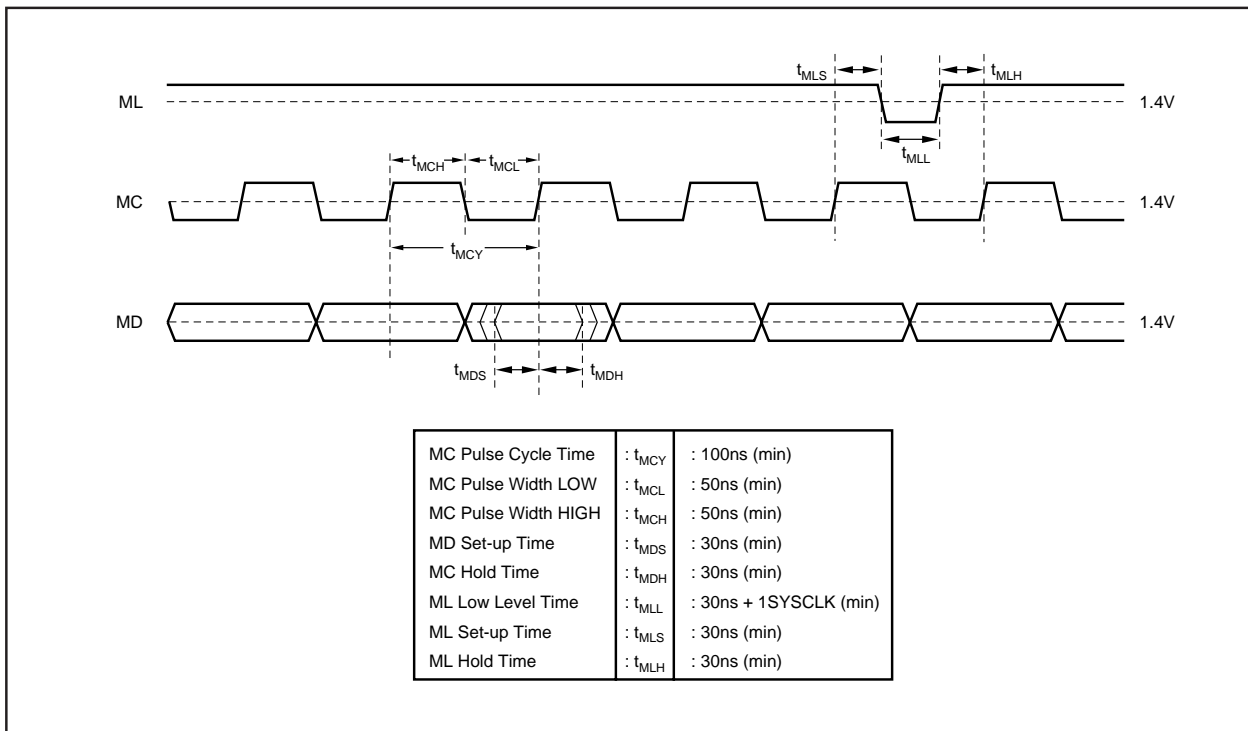 tMLS
tMLH
ML
1.4V
tMLL
tMCH
tMCL
MC
1.4V
tMCY
MD
1.4V
tMDS
tMDH
MC Pulse Cycle Time : tMCY : 100ns (min)
MC Pulse Width LOW : tMCL : 50ns (min)
MC Pulse Width HIGH : tMCH : 50ns (min)
MD Set-up Time : tMDS : 30ns (min)
MC Hold Time : tMDH : 30ns (min)
ML Low Level Time : tMLL : 30ns + 1SYSCLK (min)
ML Set-up Time : tMLS : 30ns (min)
ML Hold Time : tMLH : 30ns (min)